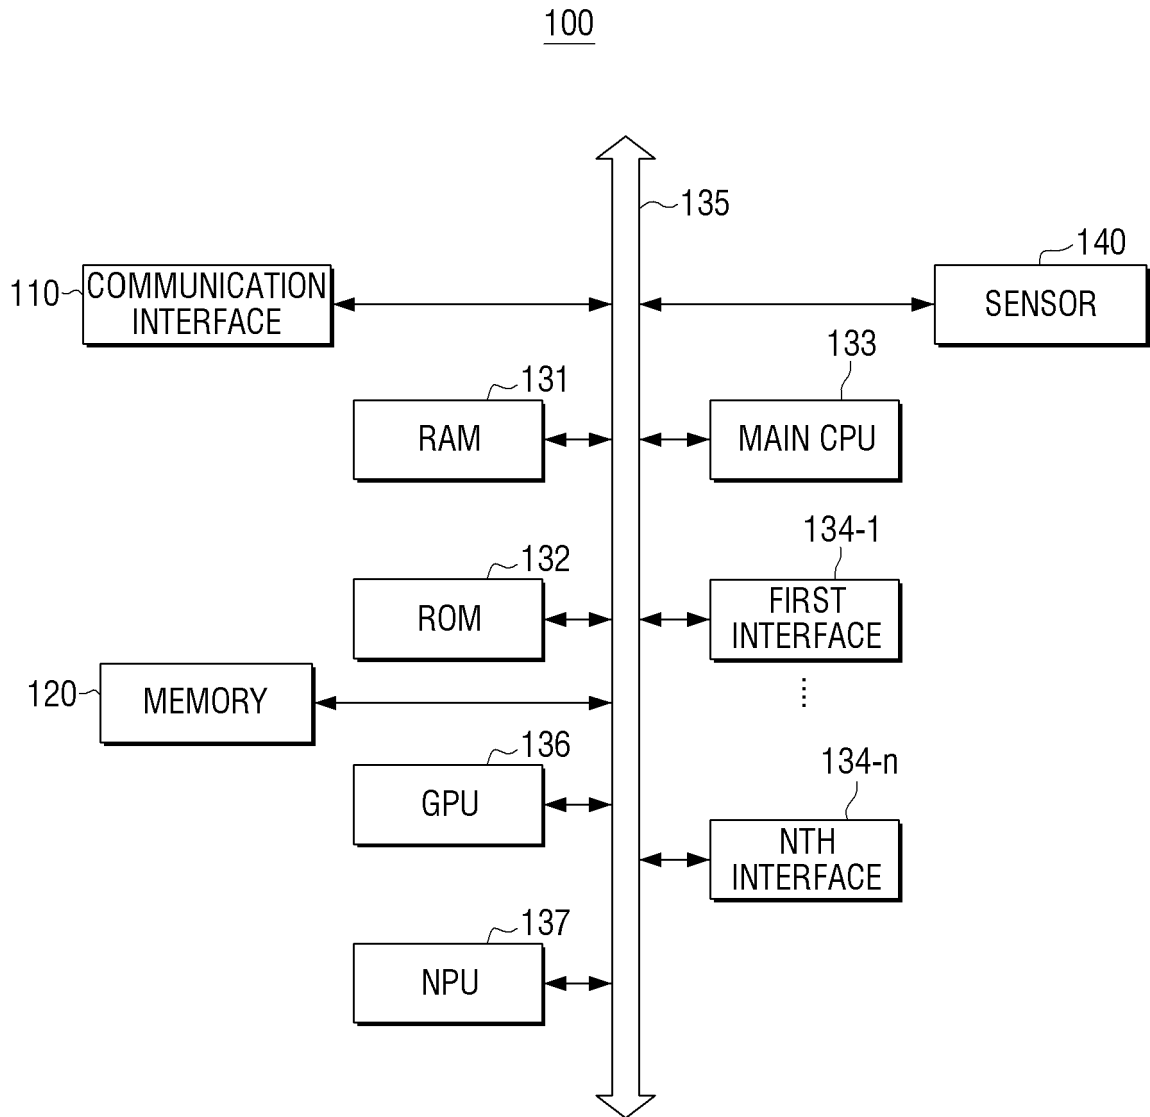 100
135
140
110
COMMUNICATION
INTERFACE
SENSOR
131
133
RAM
MAIN CPU
132
134-1
ROM
FIRST
INTERFACE
120
MEMORY
136
134-n
GPU
NTH
INTERFACE
137
NPU